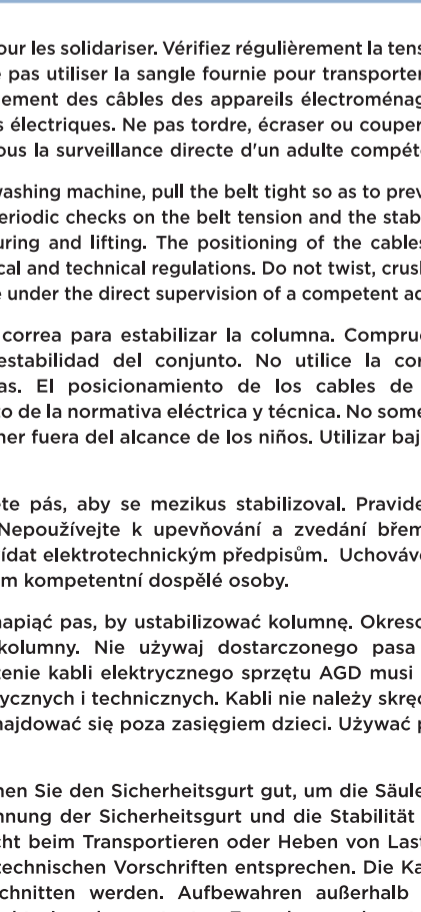 our les solidariser. Vérifiez régulièrement la tens
pas utiliser la sangle fournie pour transporter
ement des câbles des appareils électroménag
s électriques. Ne pas tordre, écraser ou couper
ous la surveillance directe d'un adulte compéte
washing machine, pull the belt tight so as to prev
eriodic checks on the belt tension and the stab
uring and lifting. The positioning of the cables
cal and technical regulations. Do not twist, crush
e under the direct supervision of a competent ad
correa para estabilizar la columna. Comprue
estabilidad del conjunto. No utilice la cor
as. El posicionamiento de los cables de
to de la normativa eléctrica y técnica. No some
ner fuera del alcance de los niños. Utilizar baj
ěte pás, aby se mezikus stabilizoval. Pravide
Nepoužívejte k upevňování a zvedání břem
ídat elektrotechnickým předpisům. Uchováve
m kompetentní dospělé osoby.
napiąć pas, by ustabilizować kolumnę. Okreso
kolumny. Nie używaj dostarczonego pasa
żenie kabli elektrycznego sprzętu AGD musi
ycznych i technicznych. Kabli nie należy skręc
najdować się poza zasięgiem dzieci. Używać p
nen Sie den Sicherheitsgurt gut, um die Säule
nnung der Sicherheitsgurt und die Stabilität
cht beim Transportieren oder Heben von Last
technischen Vorschriften entsprechen. Die Ka
schnitten werden. Aufbewahren außerhalb